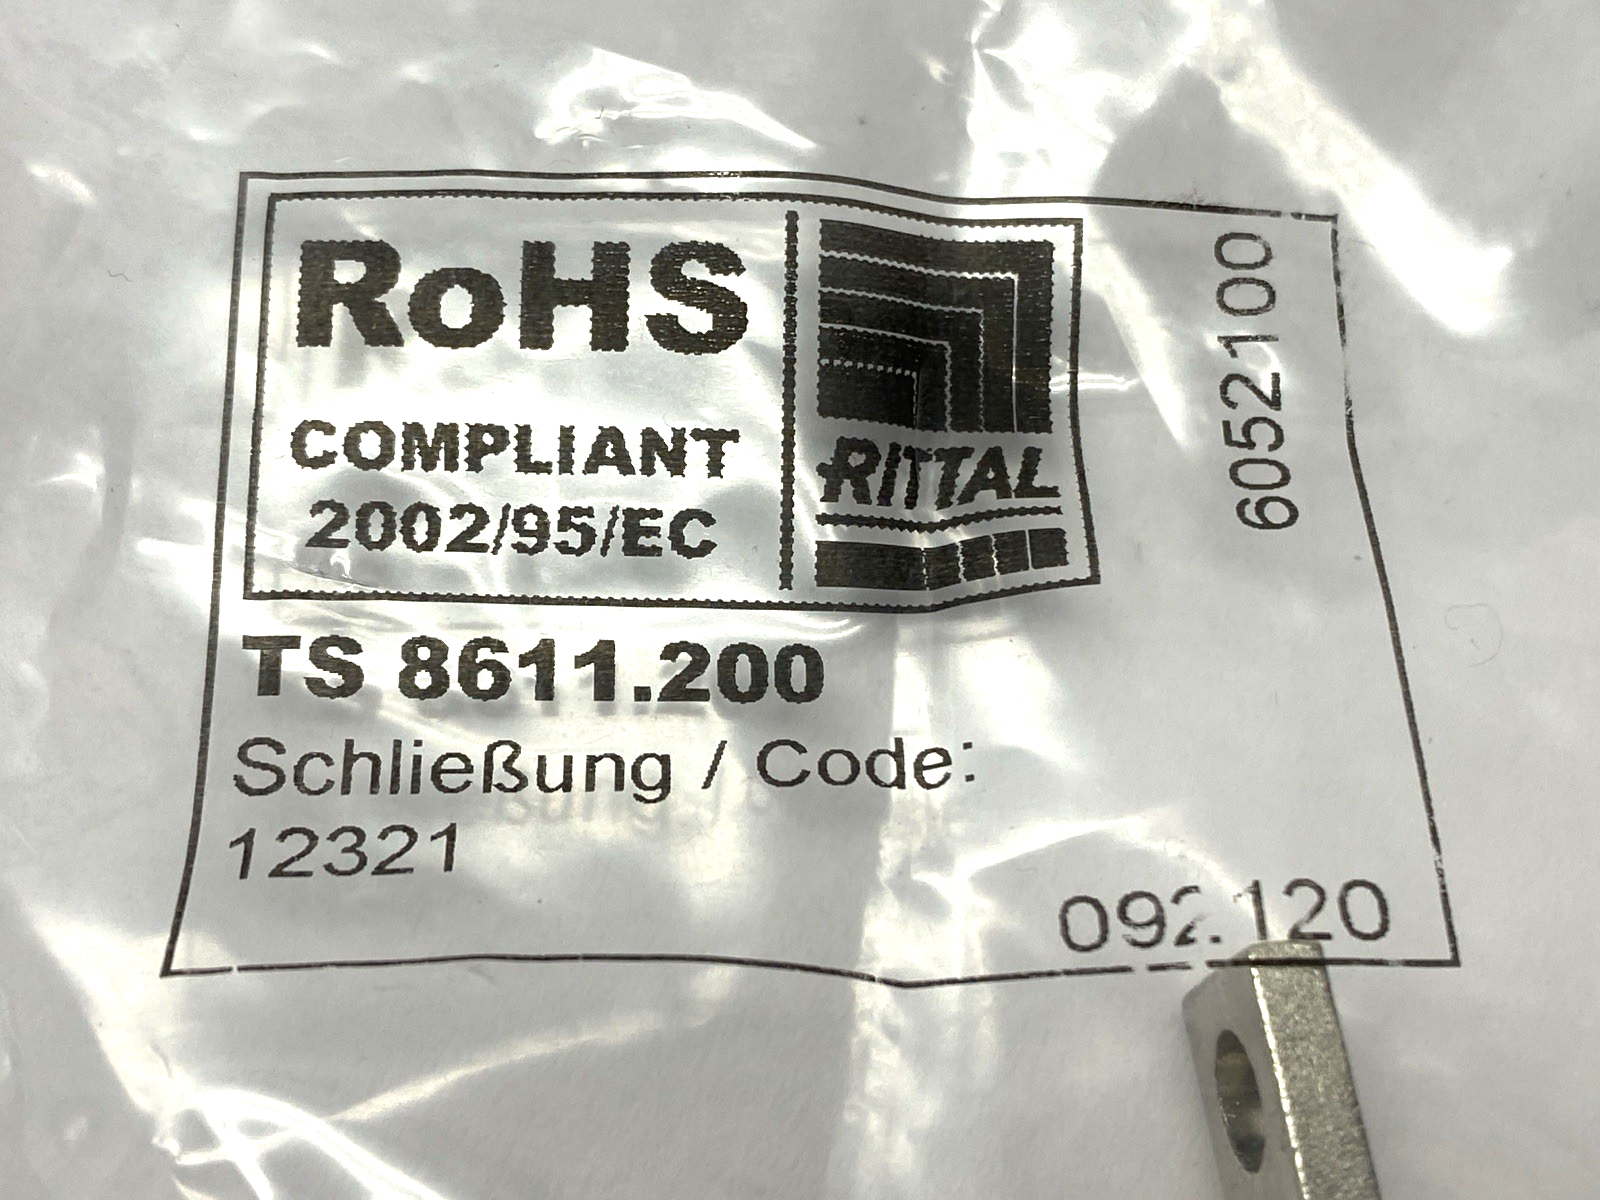 RoHS
COMPLIANT
2002/95/EC
RITTAL
6052100
TS 8611.200
Schließung / Code:
12321
092.120